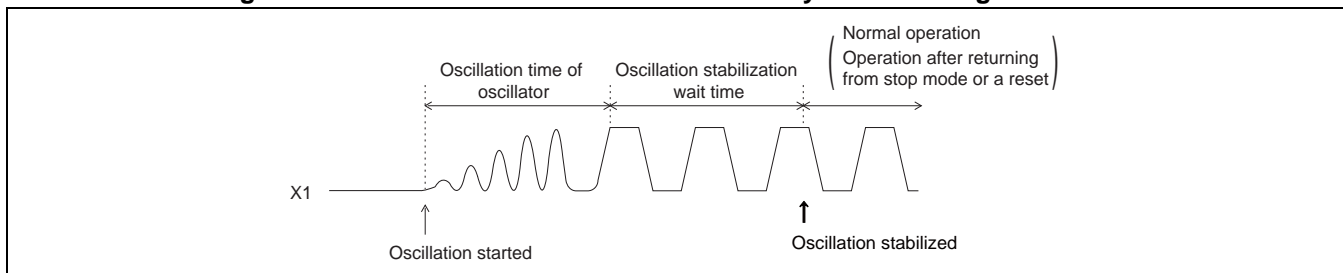 Normal operation
Operation after returning
from stop mode or a reset
Oscillation time of
oscillator
Oscillation stabilization
wait time
X1
Oscillation started
Oscillation stabilized